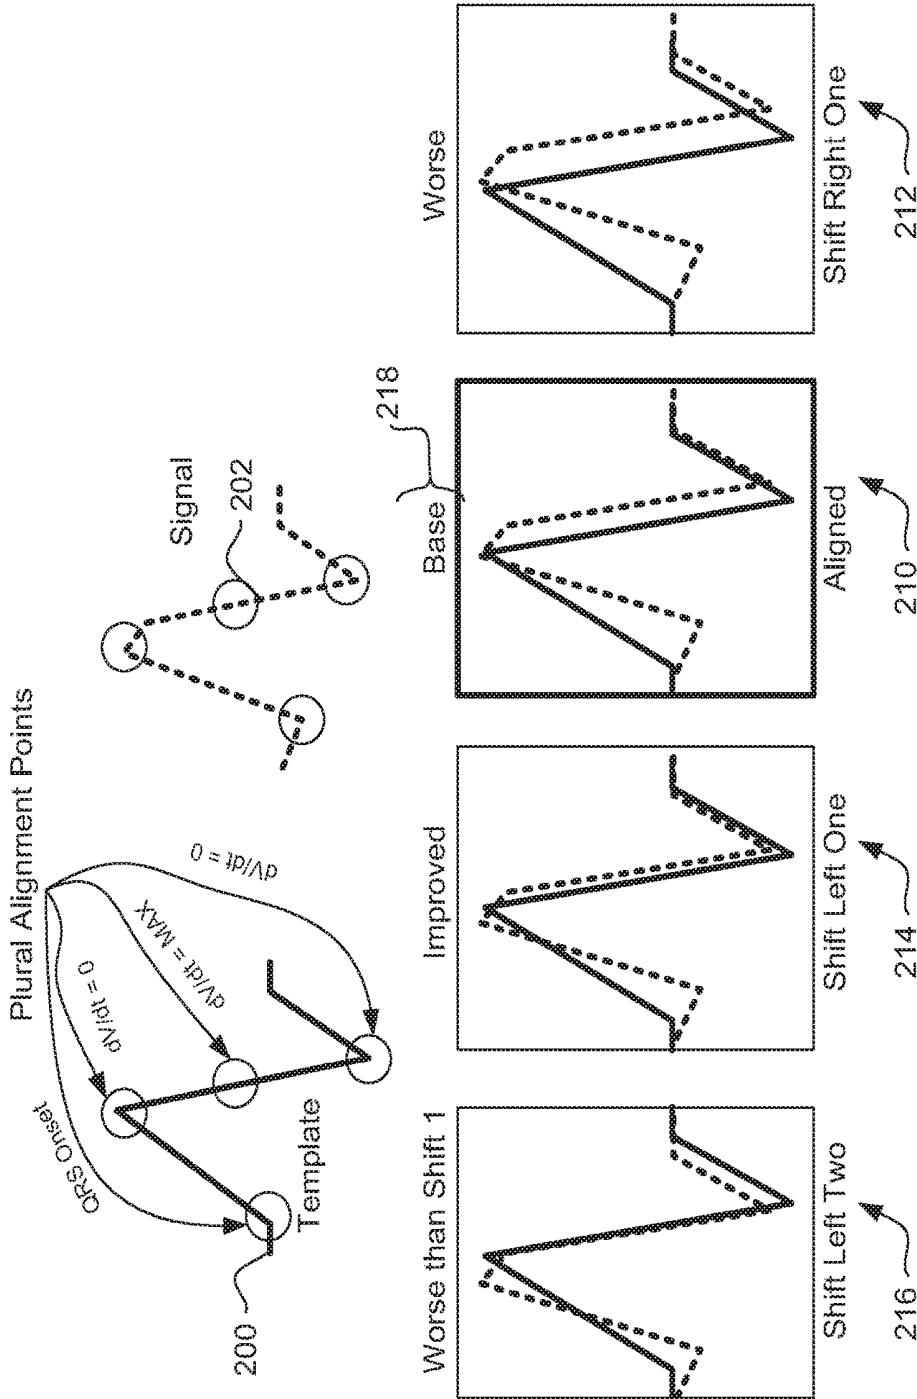 Plural Alignment Points
QRS Onset
dV/dt = 0
dV/dt = MAX
dV/dt = 0
200
Template
Signal
202
Worse than Shift 1
Improved
Base
218
Worse
Shift Left Two
Shift Left One
Aligned
Shift Right One
216
214
210
212